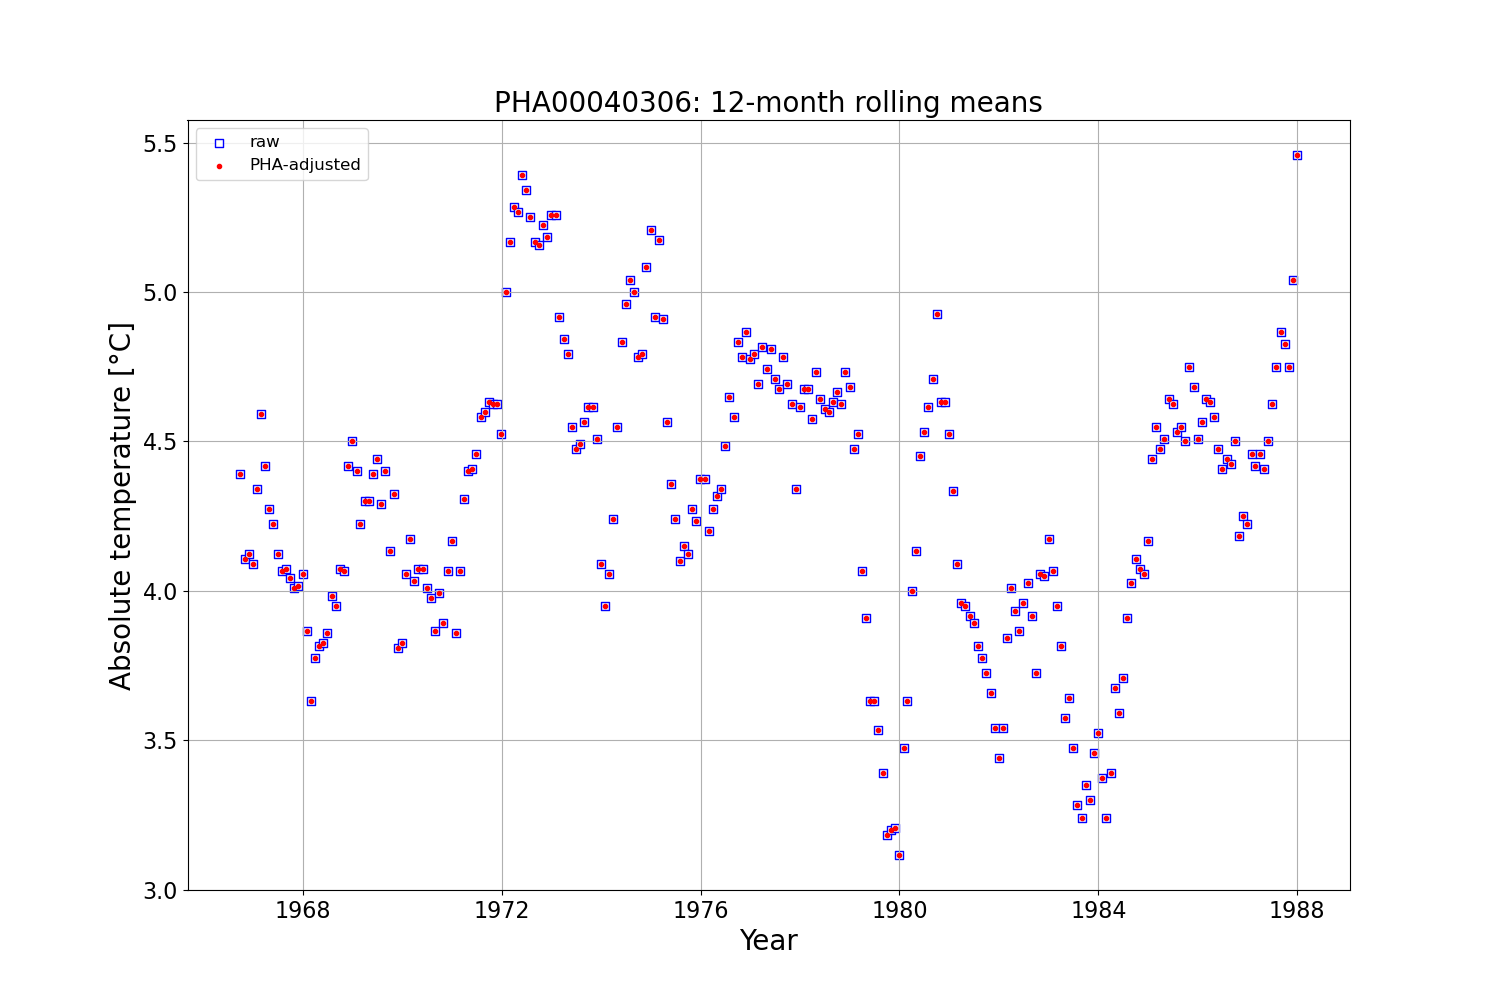 PHA00040306: 12-month rolling means
raw
PHA-adjusted
5.5
5.0
4.5
4.0
3.5
3.0
Absolute temperature [°C]
1968 1972 1976 1980 1984 1988
Year